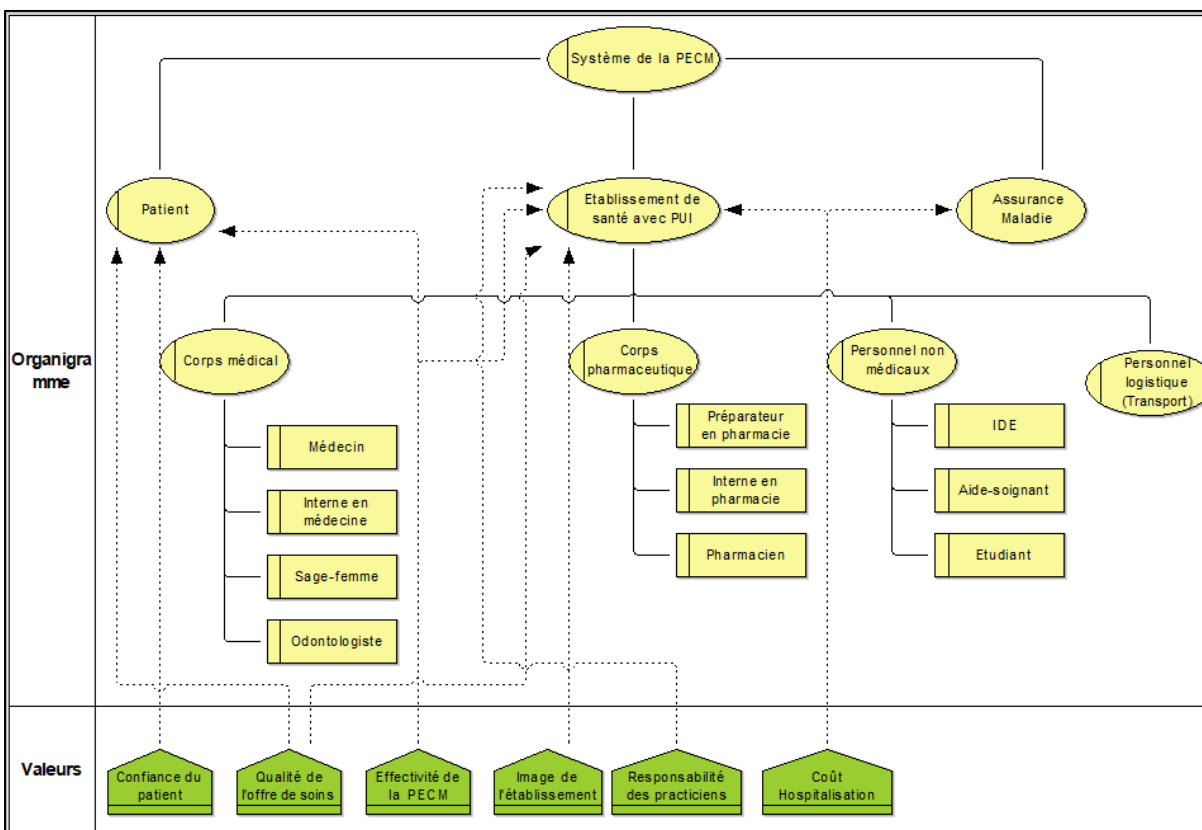 Système de la PECM
Patient
Etablissement de
santé avec PUI
Assurance
Maladie
Organigra
mme
Corps médical
Corps
pharmaceutique
Personnel non
médicaux
Personnel
logistique
(Transport)
Médecin
Interne en
médecine
Sage-femme
Odontologiste
Préparateur
en pharmacie
Interne en
pharmacie
Pharmacien
IDE
Aide-soignant
Etudiant
Valeurs
Confiance du
patient
Qualité de
l'offre de soins
Effectivité de
la PECM
Image de
l'établissement
Responsabilité
des practiciens
Coût
Hospitalisation